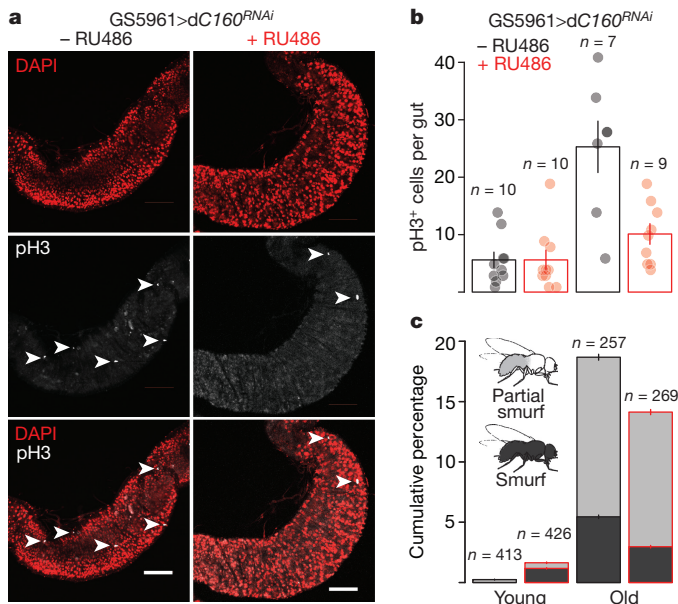 a
GS5961>dC160RNAi
– RU486
+ RU486
DAPI
pH3
DAPI
pH3
b
GS5961>dC160RNAi
– RU486
+ RU486
n = 7
n = 10
n = 10
n = 9
pH3+ cells per gut
40
30
20
10
c
Cumulative percentage
20
15
10
5
Partial
smurf
Smurf
n = 257
n = 269
n = 413
n = 426
Young
Old